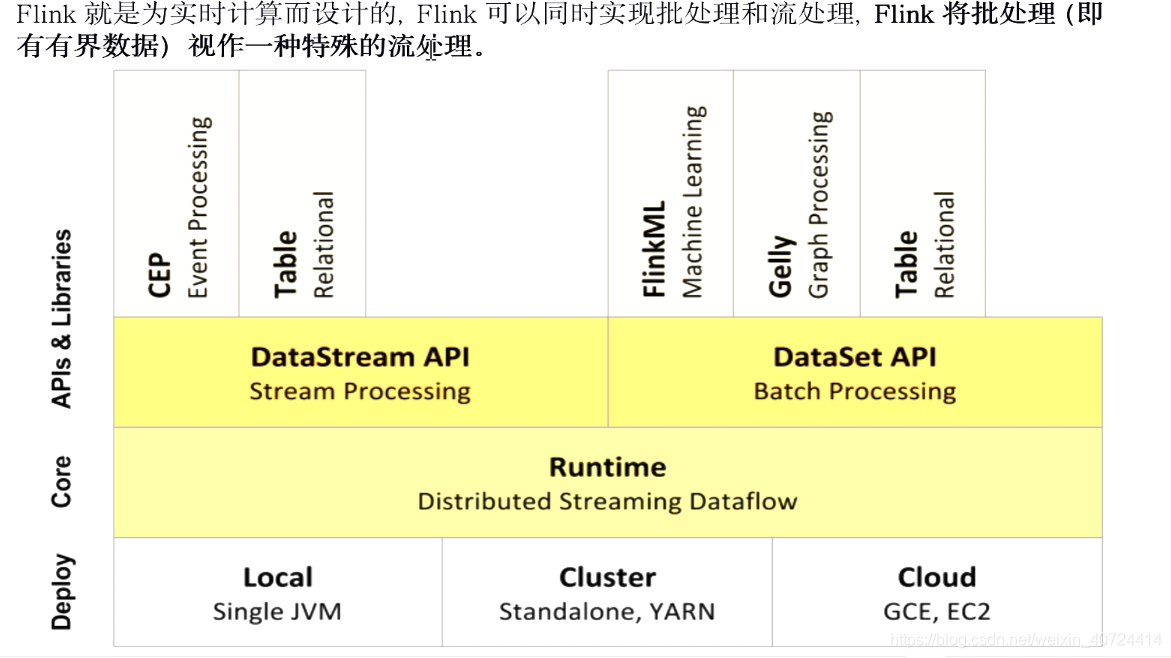 Flink 就是为实时计算而设计的, Flink 可以同时实现批处理和流处理, Flink 将批处理 (即
有有界数据) 视作一种特殊的流处理。
APIs & Libraries
CEP
Event Processing
Table
Relational
FlinkML
Machine Learning
Gelly
Graph Processing
Table
Relational
DataStream API
Stream Processing
DataSet API
Batch Processing
Core
Runtime
Distributed Streaming Dataflow
Deploy
Local
Single JVM
Cluster
Standalone, YARN
Cloud
GCE, EC2
https://blog.csdn.net/weixin_40724414